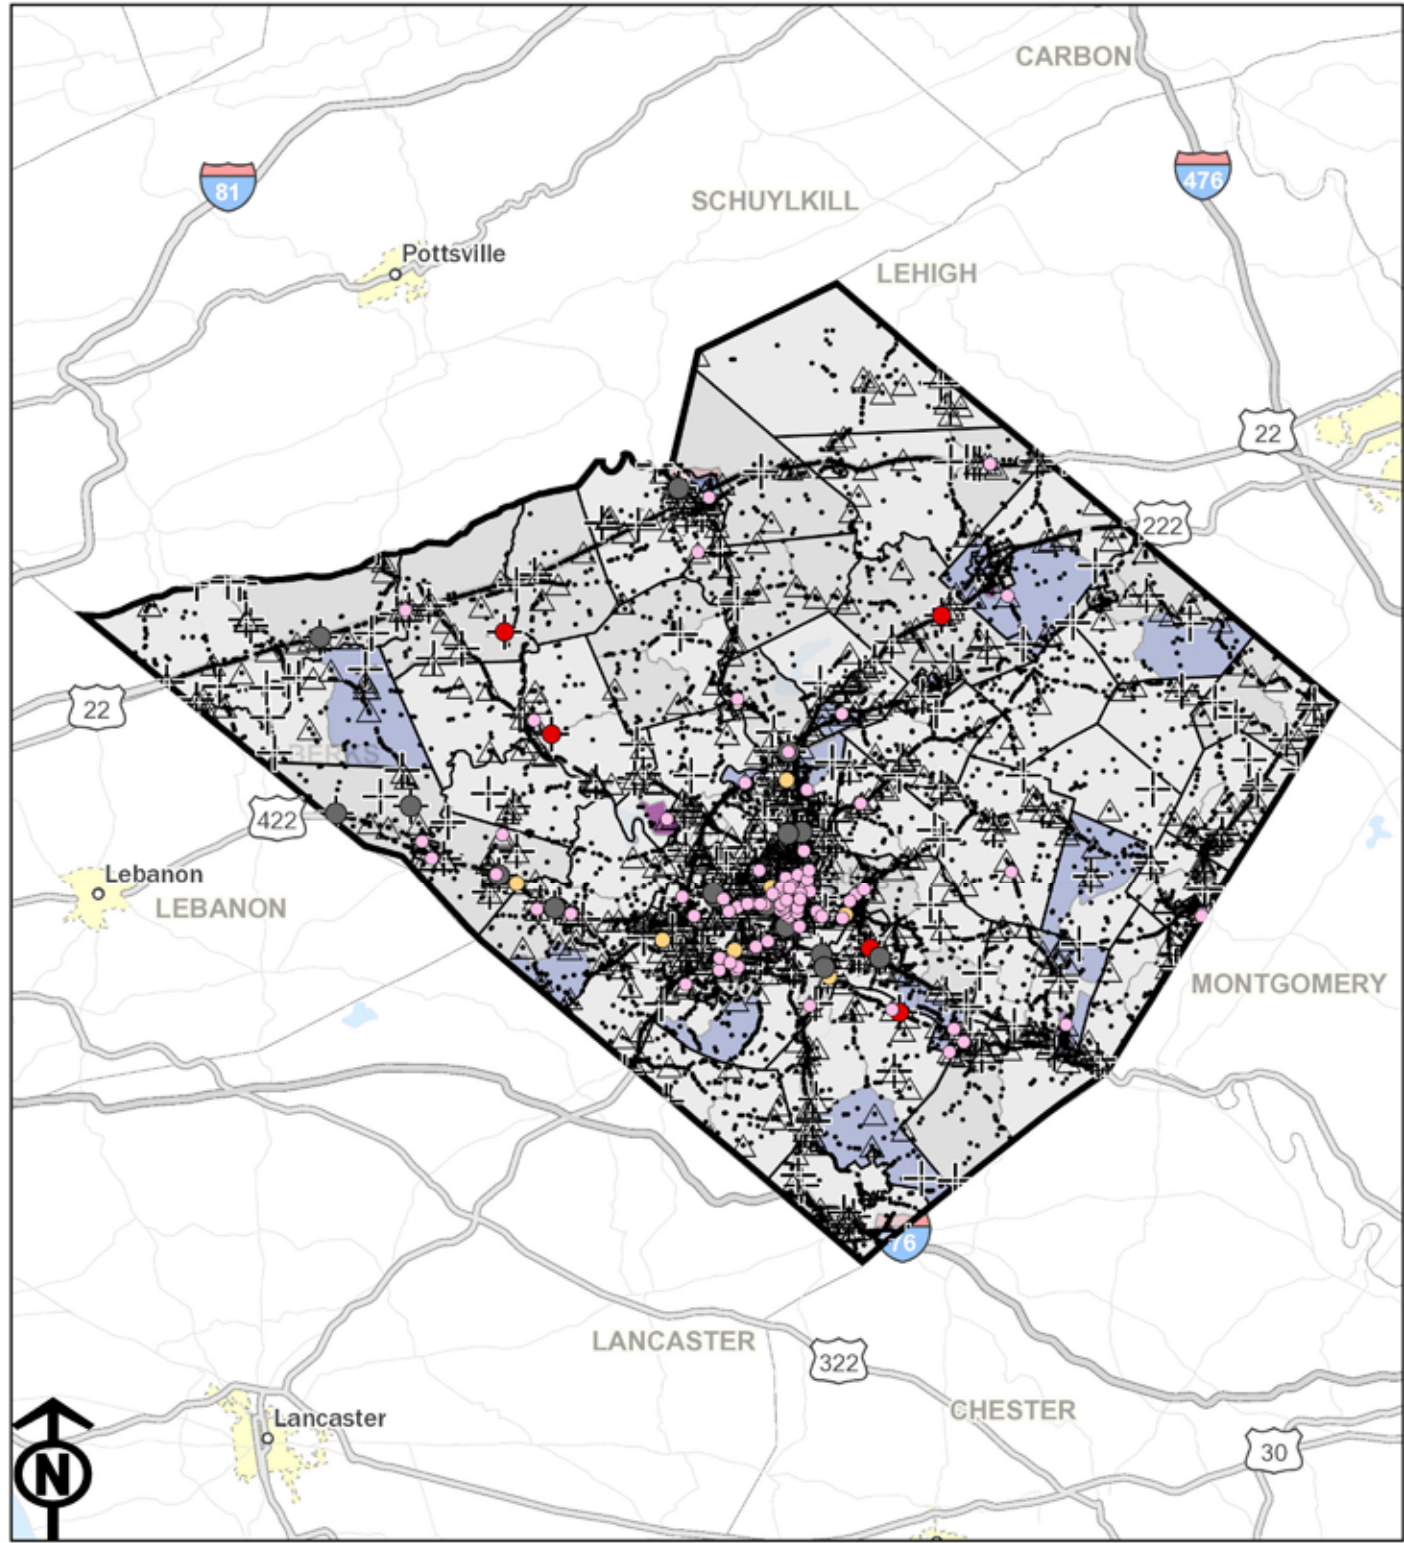 CARBON
81
476
SCHUYLKILL
Pottsville
LEHIGH
22
222
22
BERKS
422
Lebanon
LEBANON
MONTGOMERY
76
LANCASTER
322
CHESTER
Lancaster
30
N